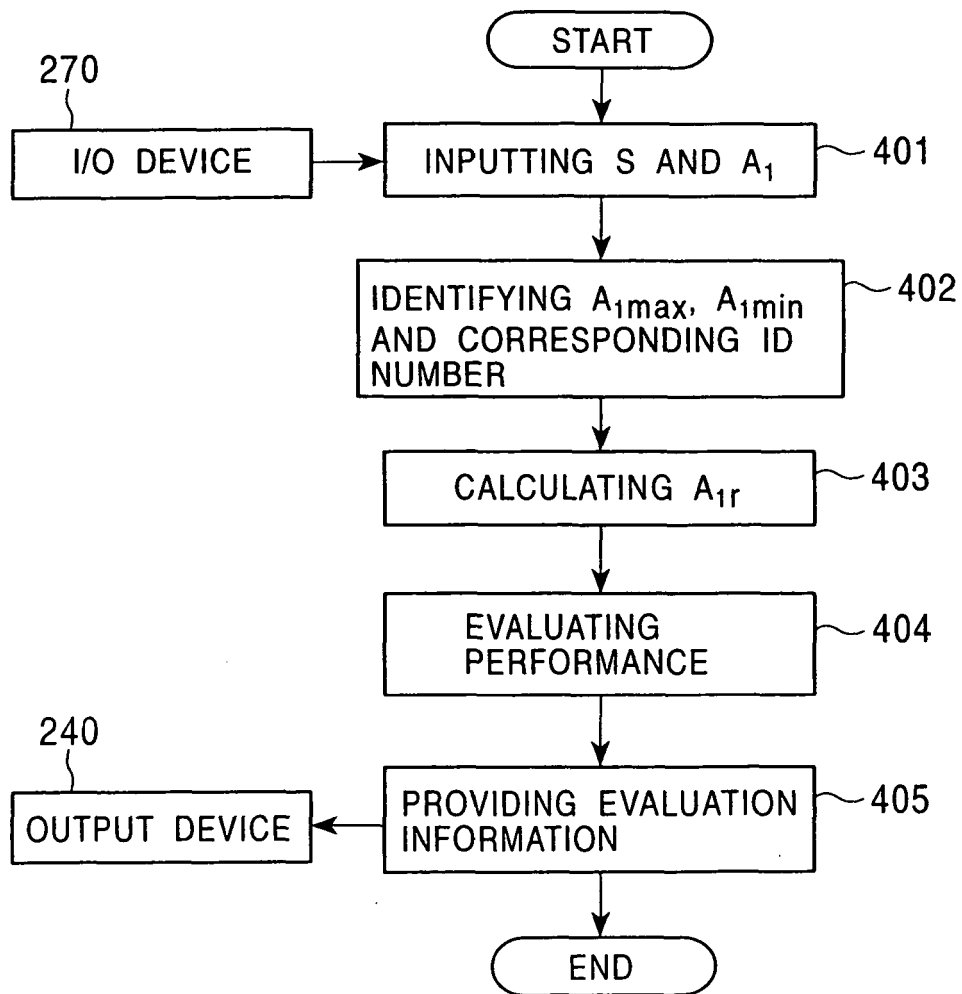 START
270
I/O DEVICE
INPUTTING S AND A₁
401
IDENTIFYING A₁max, A₁min
AND CORRESPONDING ID
NUMBER
402
CALCULATING A₁r
403
EVALUATING
PERFORMANCE
404
240
OUTPUT DEVICE
PROVIDING EVALUATION
INFORMATION
405
END